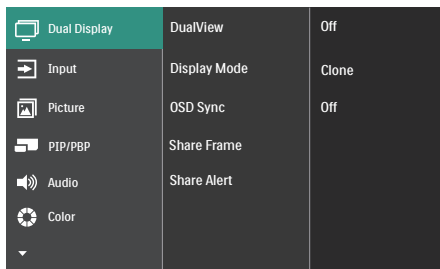 Dual Display
Input
Picture
PIP/PBP
Audio
Color
DualView
Display Mode
OSD Sync
Share Frame
Share Alert
Off
Clone
Off